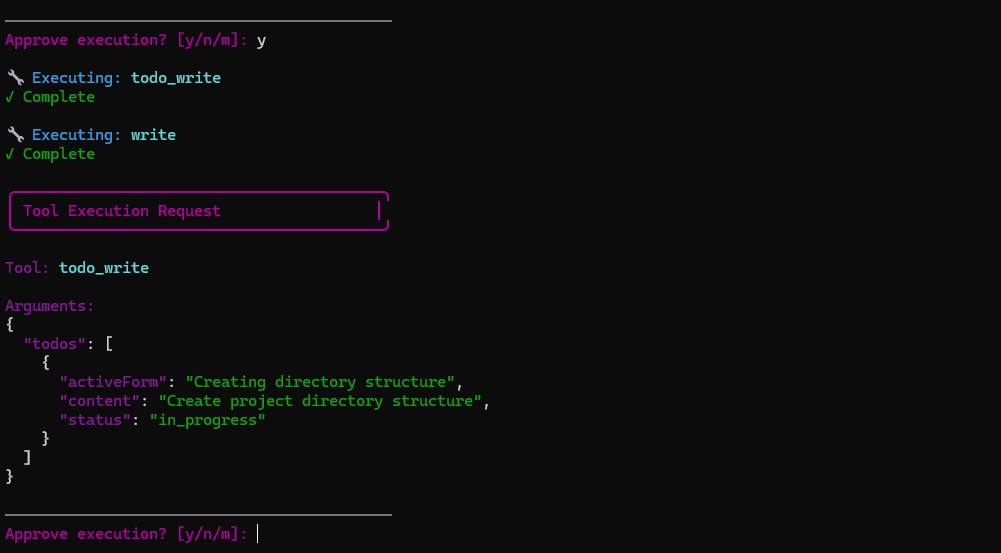 Approve execution? [y/n/m]: y
🔧 Executing: todo_write
✓ Complete
🔧 Executing: write
✓ Complete
Tool Execution Request
Tool: todo_write
Arguments:
{
  "todos": [
    {
      "activeForm": "Creating directory structure",
      "content": "Create project directory structure",
      "status": "in_progress"
    }
  ]
}
Approve execution? [y/n/m]: